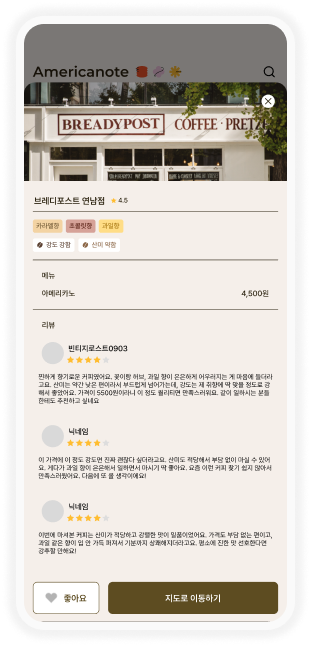 Americanote
BREADYPOST COFFEE · PRETZ
브레디포스트 연남점 4.5
카라멜향 초콜릿향 과일향
강도 강함 산미 약함
메뉴
아메리카노 4,500원
리뷰
빈티지로스트0903
진하게 향기로운 커피였어요. 꽃이랑 허브, 과일 향이 은은하게 어우러지는 게 마음에 들더라
고요. 산미는 약간 낮은 편이라서 부드럽게 넘어가는데, 강도는 제 취향에 딱 맞을 정도로 강
해서 좋았어요. 가격이 5500원이라니 이 정도 퀄리티면 만족스러워요. 같이 일하시는 분들
한테도 추천하고 싶네요
닉네임
이 가격에 이 정도 강도면 진짜 괜찮다 싶더라고요. 산미도 적당해서 부담 없이 마실 수 있어
요. 게다가 과일 향이 은은해서 일하면서 마시기 딱 좋아요. 요즘 이런 커피 찾기 쉽지 않아서
만족스러웠어요. 다음에 또 올 생각이에요!
닉네임
이번에 마셔본 커피는 산미가 적당하고 강렬한 맛이 일품이었어요. 가격도 부담 없는 편이고,
과일 같은 향이 입 안 가득 퍼져서 기분까지 상쾌해지더라고요. 평소에 진한 맛 선호한다면
강추할 만해요!
좋아요 지도로 이동하기